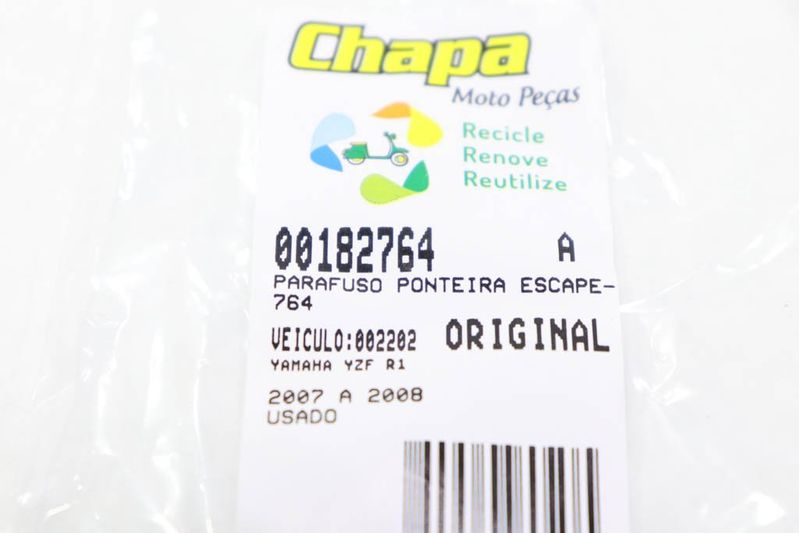 Chapa
Moto Peças
Recicle
Renove
Reutilize
00182764 A
PARAFUSO PONTEIRA ESCAPE-
764
VEICULO:002202 ORIGINAL
YAMAHA YZF R1
2007 A 2008
USADO